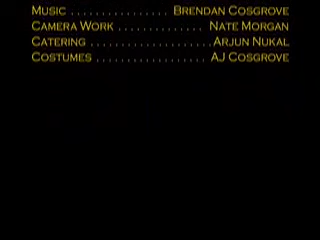 Music . . . . . . . . . . . . . . . . Brendan Cosgrove
Camera Work . . . . . . . . . . . . . . Nate Morgan
Catering . . . . . . . . . . . . . . . . . . . . Arjun Nukal
Costumes . . . . . . . . . . . . . . . . . . AJ Cosgrove